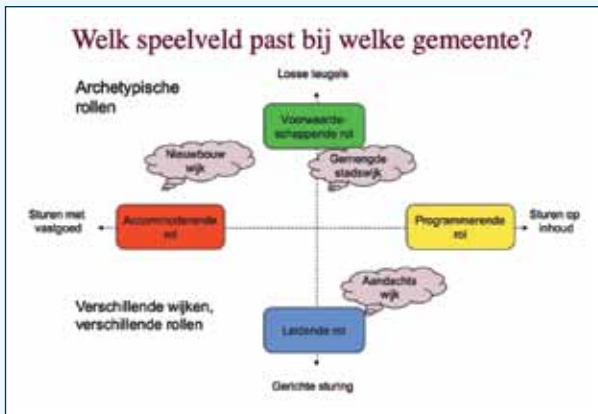 Welk speelveld past bij welke gemeente?
Archetypische
rollen
Losse teugels
Voorwaarde-
scheppende rol
Nieuwbouw
wijk
Gemengde
stadswijk
Sturen met
vastgoed
Accommoderende
rol
Programmerende
rol
Sturen op
inhoud
Aandachts
wijk
Verschillende wijken,
verschillende rollen
Leidende rol
Gerichte sturing